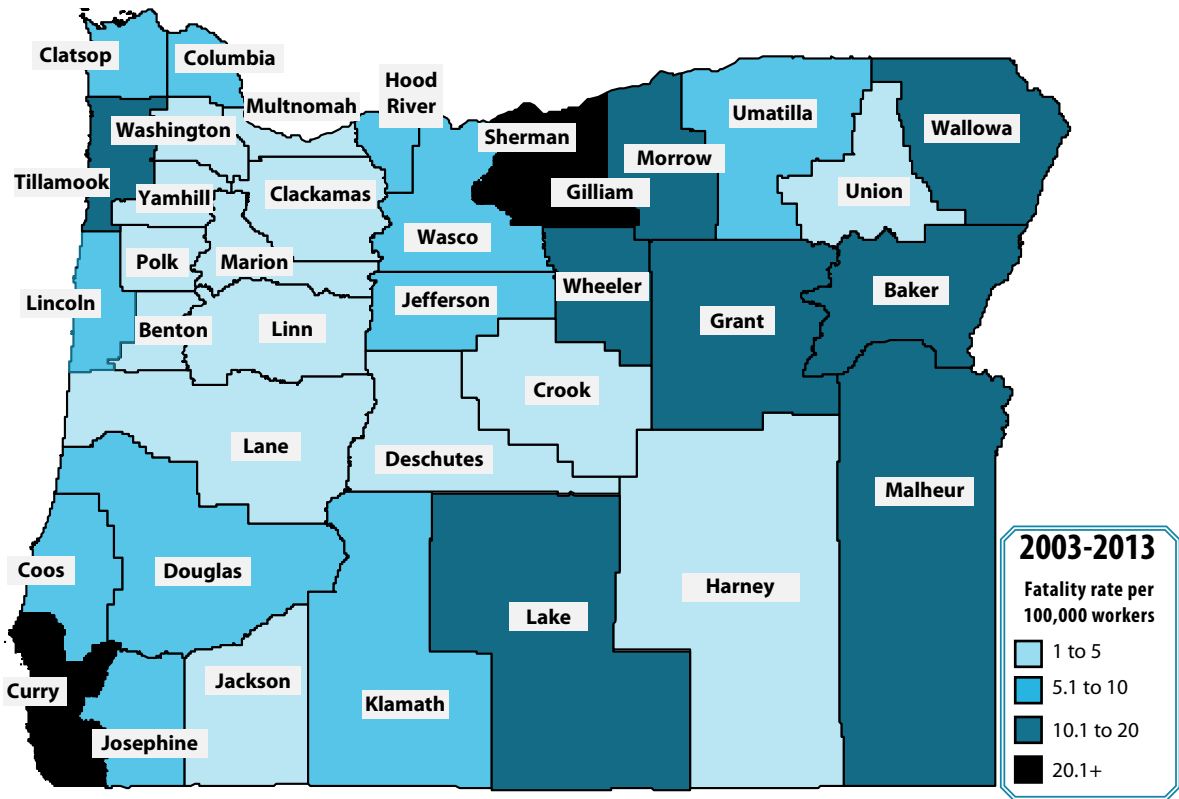 Clatsop
Columbia
Hood
River
Multnomah
Washington
Sherman
Umatilla
Wallowa
Morrow
Tillamook
Yamhill
Clackamas
Gilliam
Union
Wasco
Polk
Marion
Lincoln
Jefferson
Wheeler
Baker
Benton
Linn
Grant
Crook
Lane
Deschutes
Malheur
Coos
Douglas
Harney
Lake
Curry
Jackson
Klamath
Josephine
2003-2013
Fatality rate per
100,000 workers
1 to 5
5.1 to 10
10.1 to 20
20.1+